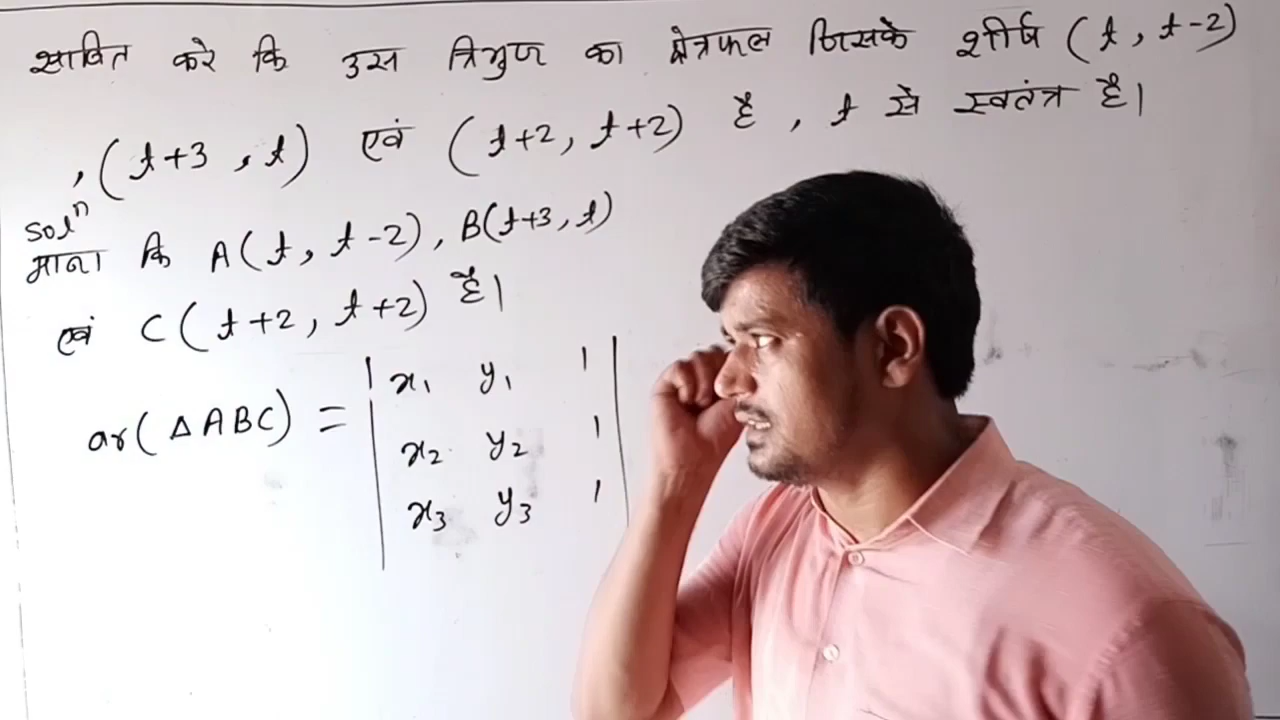 साबित करे कि उस त्रिभुज का क्षेत्रफल जिसके शीर्ष (t, t-2)
, (t+3, t) एवं (t+2, t+2) है, t से स्वतंत्र है।
Solⁿ
माना कि A(t, t-2), B(t+3, t)
एवं C(t+2, t+2) है।
ar(△ABC) = | x₁ y₁ 1 |
x₂ y₂ 1
x₃ y₃ 1